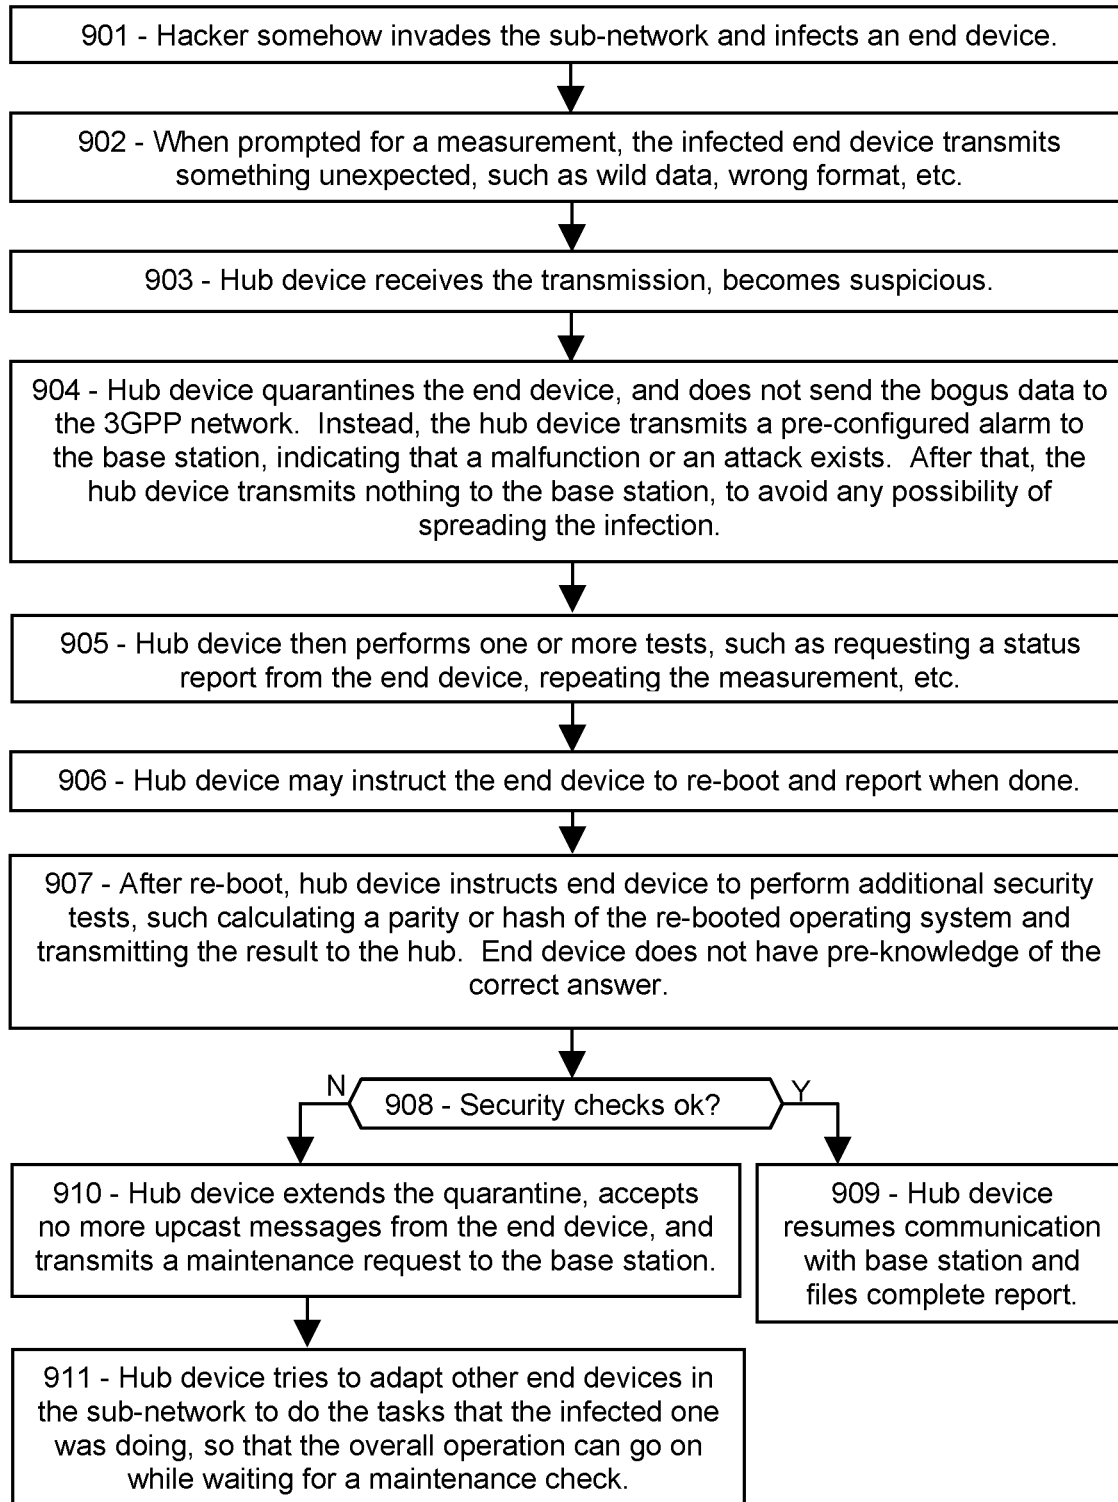 901 - Hacker somehow invades the sub-network and infects an end device.
902 - When prompted for a measurement, the infected end device transmits
something unexpected, such as wild data, wrong format, etc.
903 - Hub device receives the transmission, becomes suspicious.
904 - Hub device quarantines the end device, and does not send the bogus data to
the 3GPP network.  Instead, the hub device transmits a pre-configured alarm to
the base station, indicating that a malfunction or an attack exists.  After that, the
hub device transmits nothing to the base station, to avoid any possibility of
spreading the infection.
905 - Hub device then performs one or more tests, such as requesting a status
report from the end device, repeating the measurement, etc.
906 - Hub device may instruct the end device to re-boot and report when done.
907 - After re-boot, hub device instructs end device to perform additional security
tests, such calculating a parity or hash of the re-booted operating system and
transmitting the result to the hub.  End device does not have pre-knowledge of the
correct answer.
N
908 - Security checks ok?
Y
910 - Hub device extends the quarantine, accepts
no more upcast messages from the end device, and
transmits a maintenance request to the base station.
909 - Hub device
resumes communication
with base station and
files complete report.
911 - Hub device tries to adapt other end devices in
the sub-network to do the tasks that the infected one
was doing, so that the overall operation can go on
while waiting for a maintenance check.